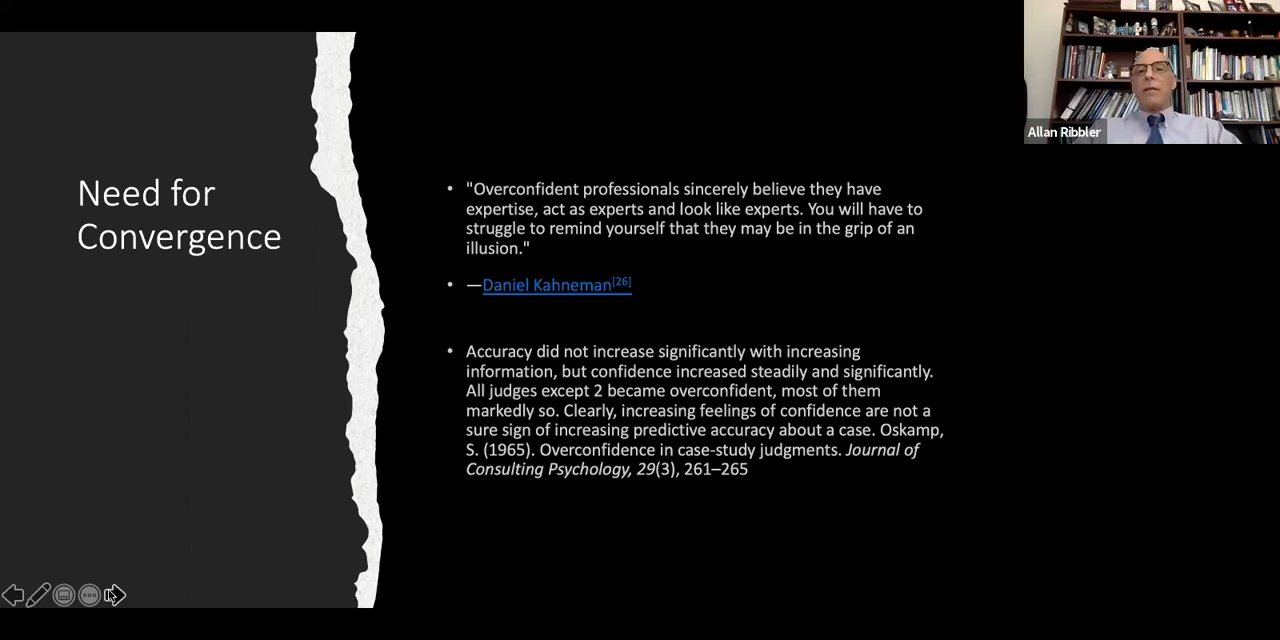 Need for
Convergence
• "Overconfident professionals sincerely believe they have
expertise, act as experts and look like experts. You will have to
struggle to remind yourself that they may be in the grip of an
illusion."
• —Daniel Kahneman[26]
• Accuracy did not increase significantly with increasing
information, but confidence increased steadily and significantly.
All judges except 2 became overconfident, most of them
markedly so. Clearly, increasing feelings of confidence are not a
sure sign of increasing predictive accuracy about a case. Oskamp,
S. (1965). Overconfidence in case-study judgments. Journal of
Consulting Psychology, 29(3), 261–265
Allan Ribbler